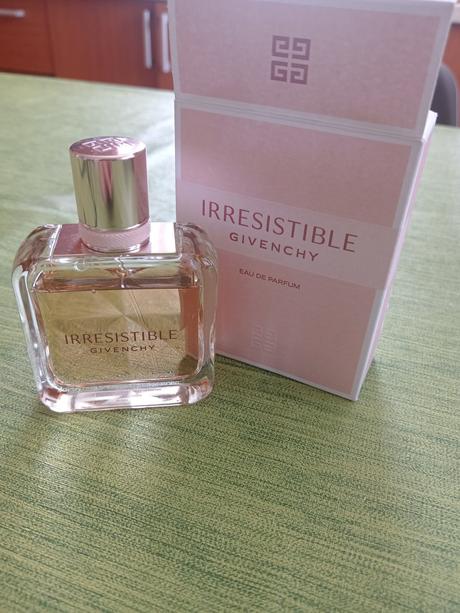 IRRESISTIBLE
GIVENCHY
EAU DE PARFUM
IRRESISTIBLE
GIVENCHY